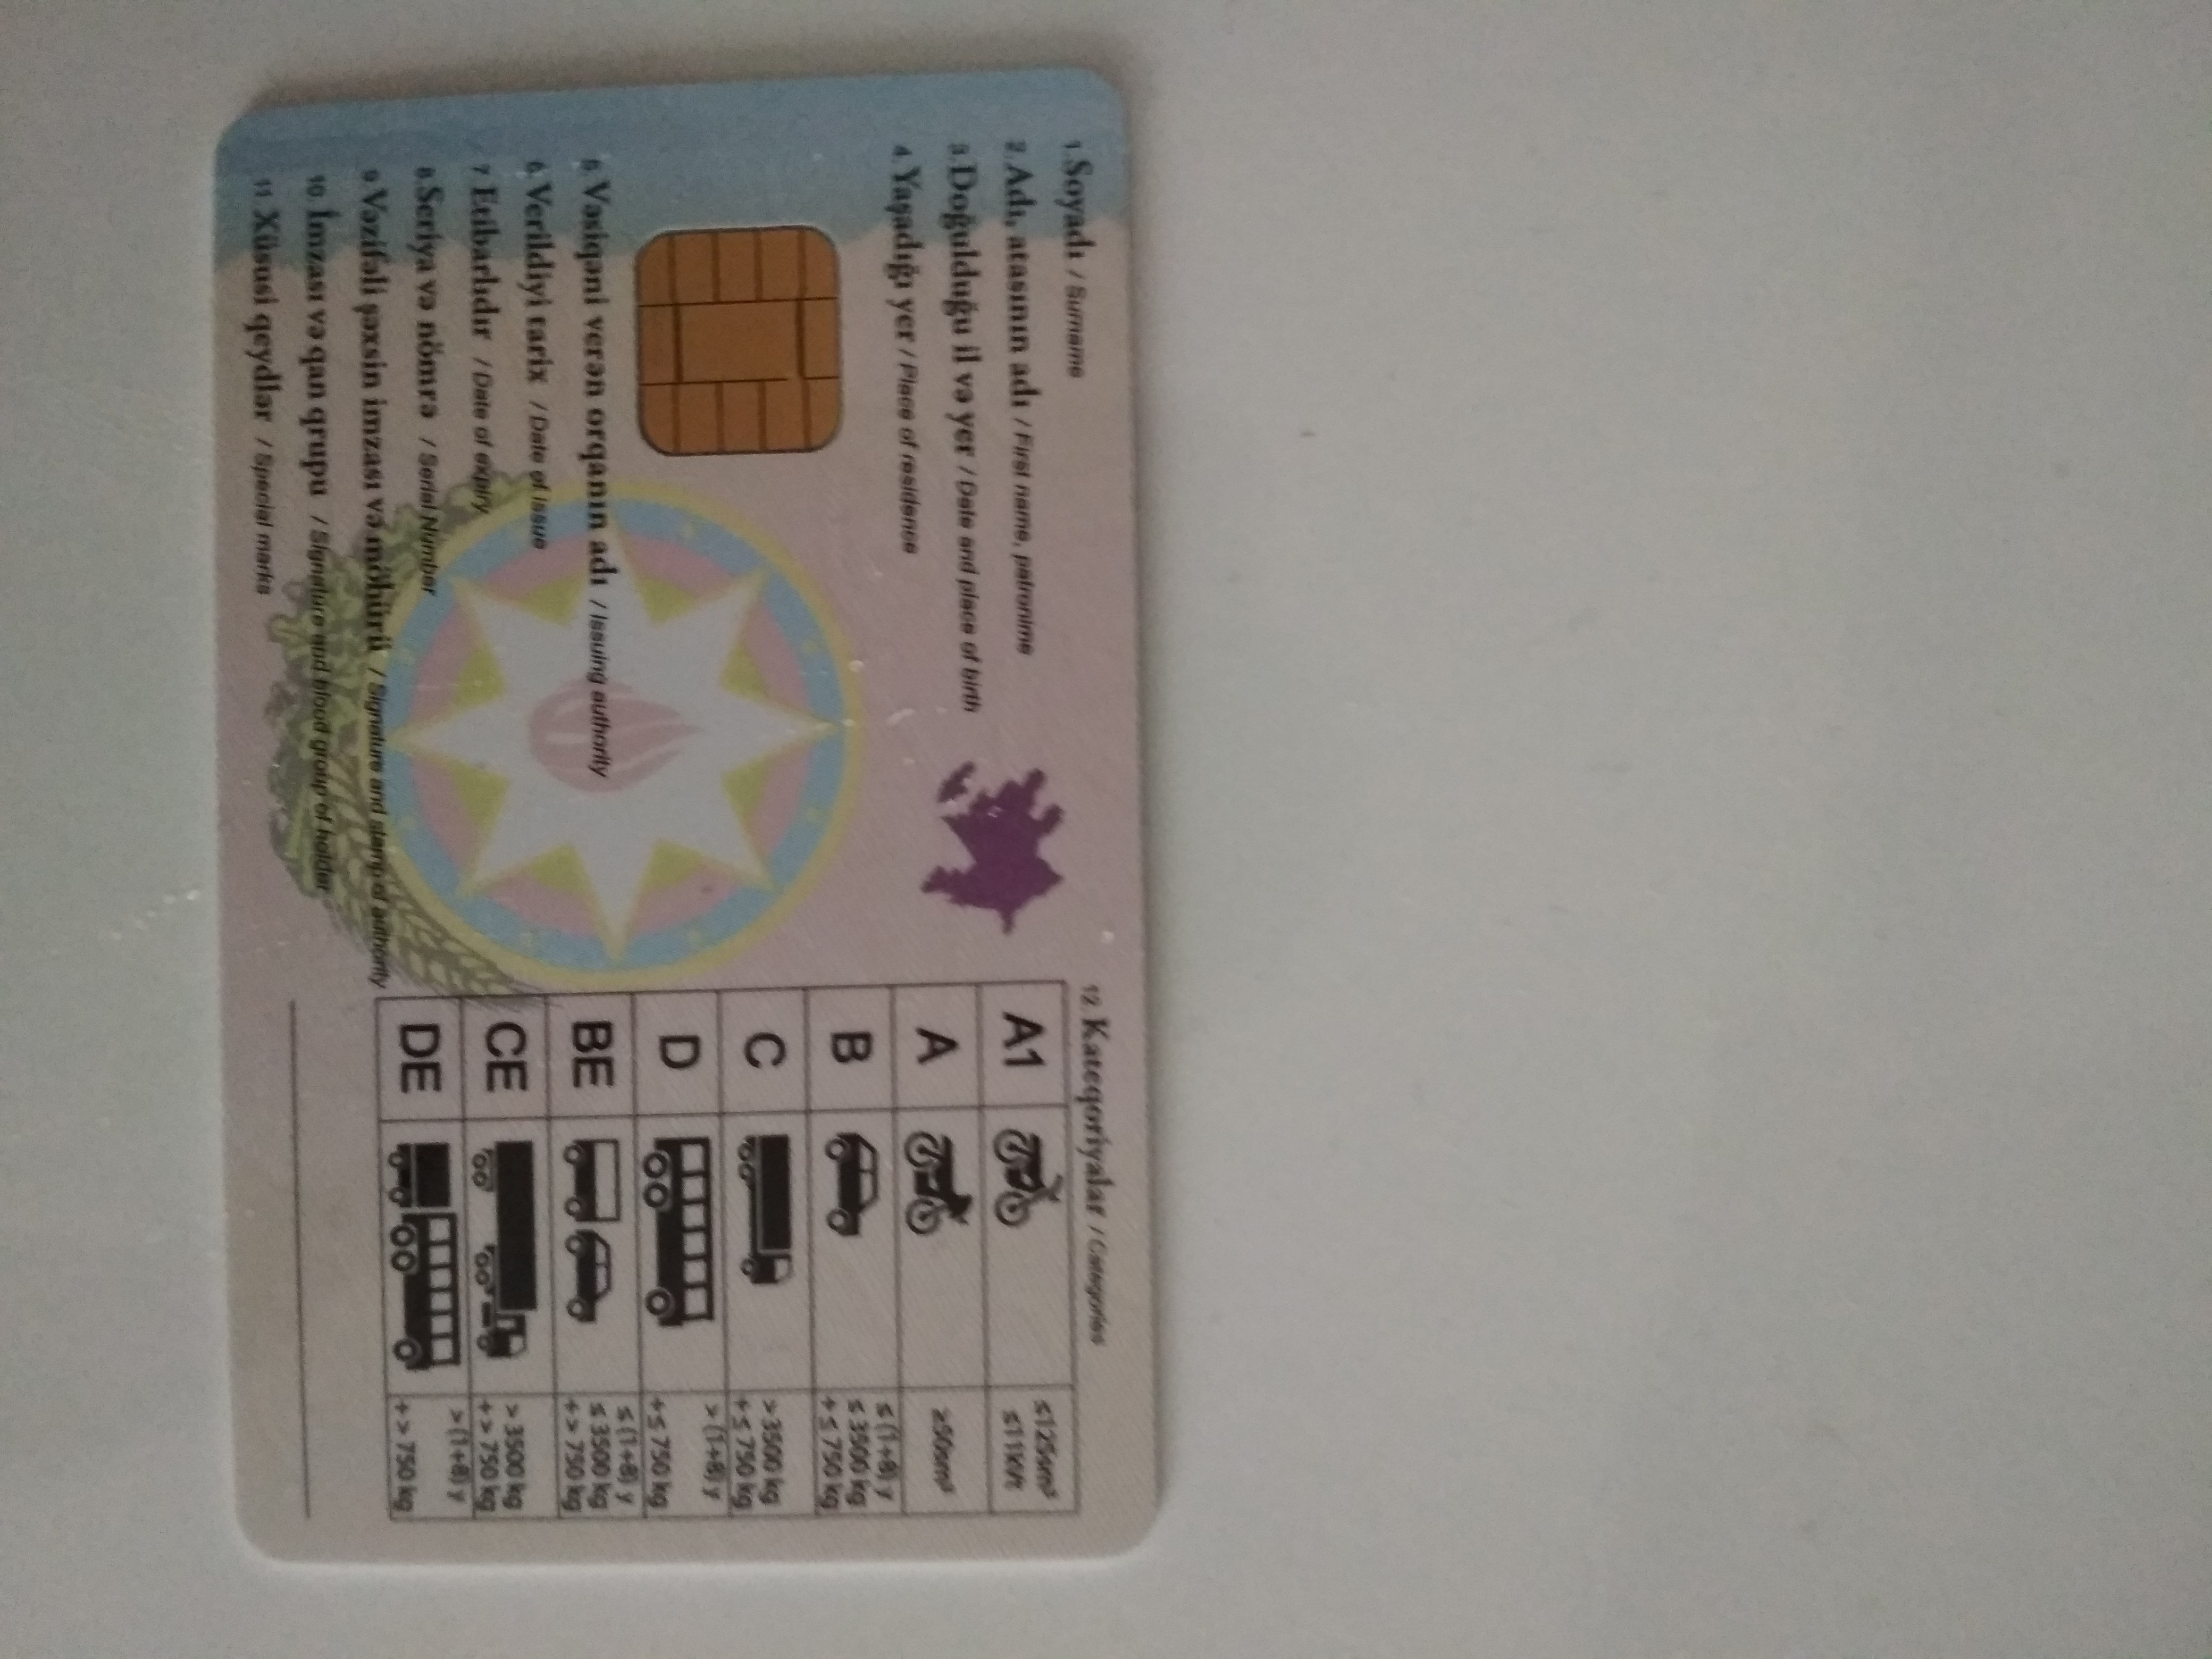 1.Soyadı / Surname
2.Adı, atasının adı / First name, patronime
3.Doğulduğu il və yer / Date and place of birth
4.Yaşadığı yer / Place of residence
5 Vəsiqəni verən orqanın adı / Issuing authority
6.Verildiyi tarix / Date of issue
7 Etibarlıdır / Date of expiry
8.Seriya və nömrə / Serial Number
9 Vəzifəli şəxsin imzası və möhürü / Signature and stamp of authority
10 İmzası və qan qrupu / Signature and blood group of holder
11 Xüsusi qeydlər / Special marks
12.Kateqoriyalar / Categories
A1 ≤125sm³
≤11kVt
A ≥50sm³
B ≤(1+8) y
≤3500 kg
+≤750 kg
C >3500 kg
+≤750 kg
D >(1+8) y
+≤750 kg
BE ≤(1+8) y
≤3500 kg
+>750 kg
CE >3500 kg
+>750 kg
DE >(1+8) y
+>750 kg